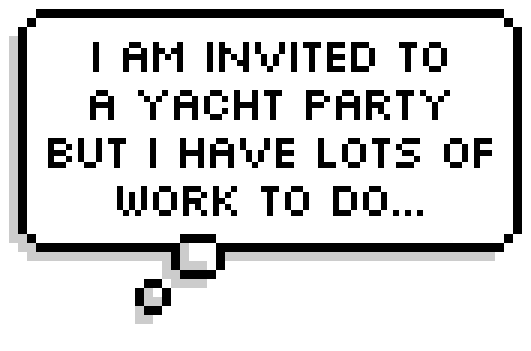 I AM INVITED TO
A YACHT PARTY
BUT I HAVE LOTS OF
WORK TO DO...